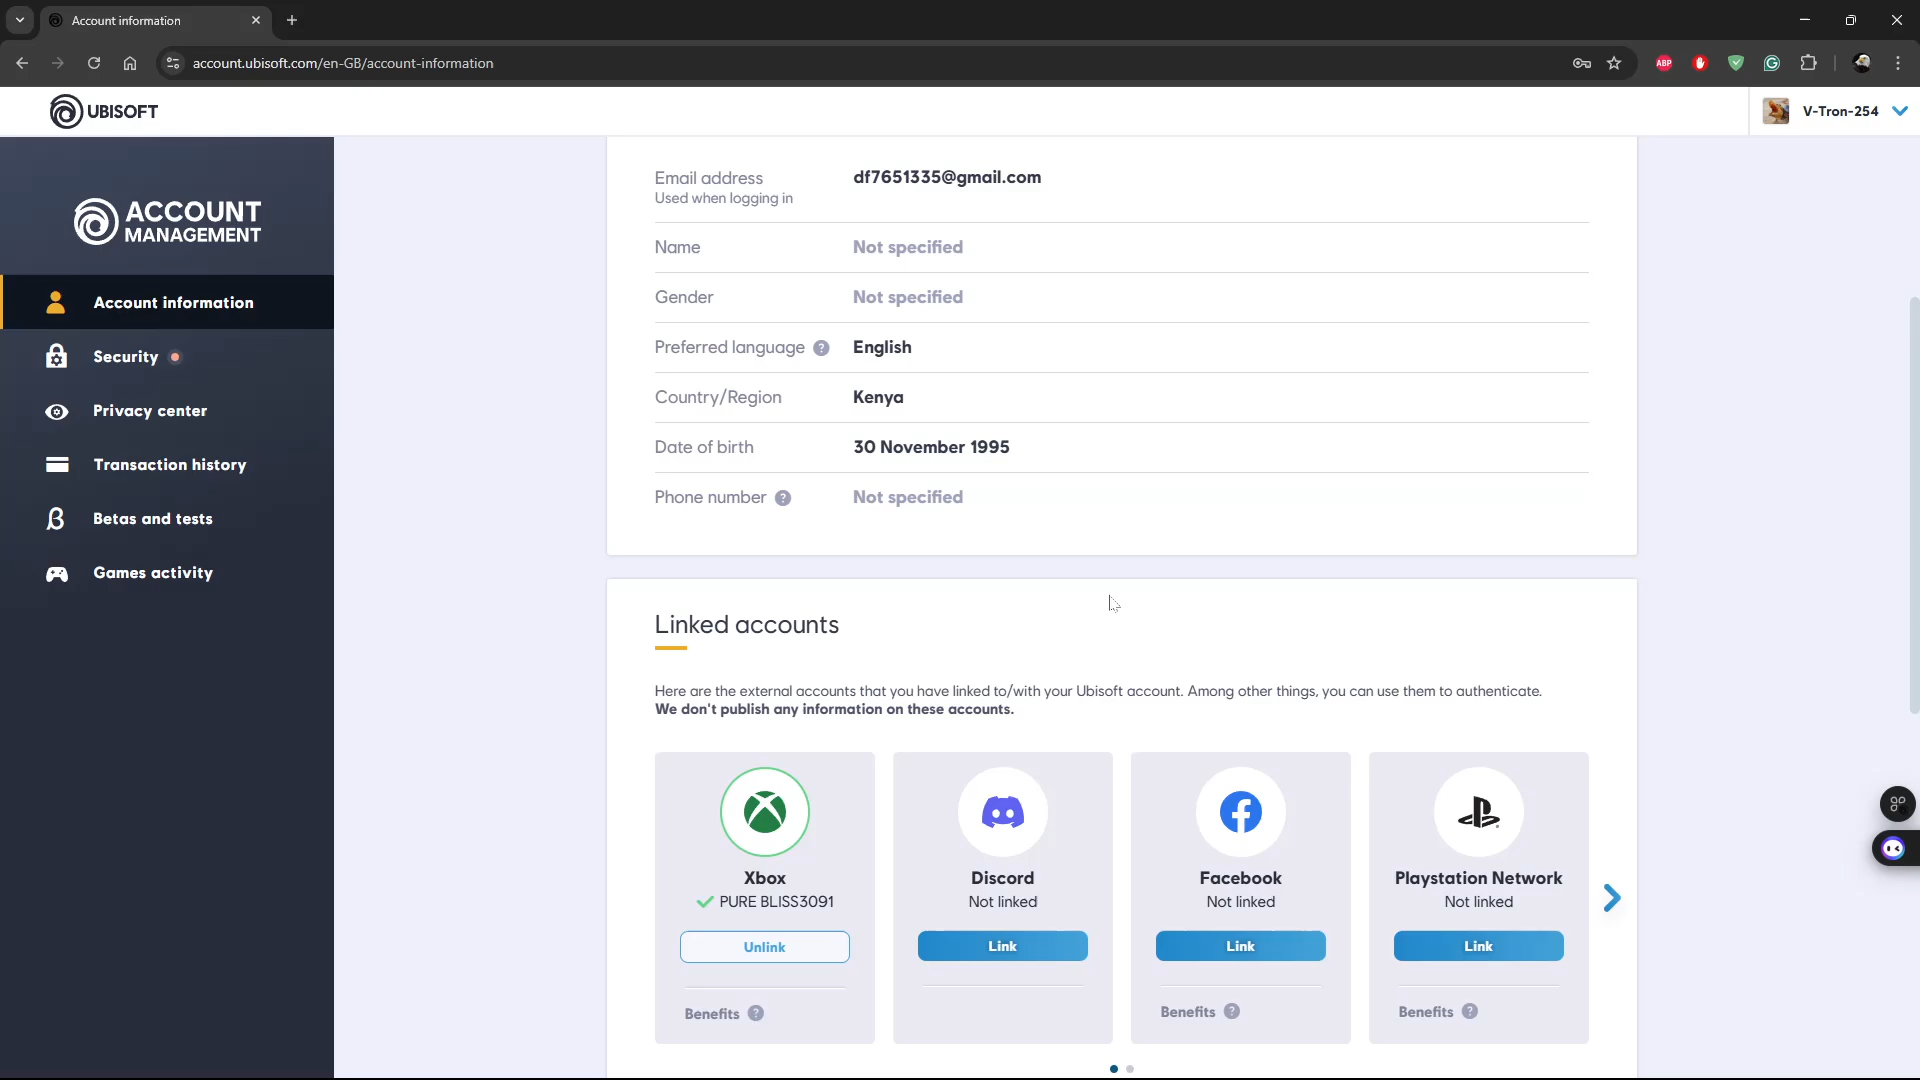 Account information
account.ubisoft.com/en-GB/account-information
ABP
UBISOFT
V-Tron-254
ACCOUNT
MANAGEMENT
Account information
Security
Privacy center
Transaction history
Betas and tests
Games activity
Email address
df7651335@gmail.com
Used when logging in
Name
Not specified
Gender
Not specified
Preferred language ?
English
Country/Region
Kenya
Date of birth
30 November 1995
Phone number ?
Not specified
Linked accounts
Here are the external accounts that you have linked to/with your Ubisoft account. Among other things, you can use them to authenticate.
We don't publish any information on these accounts.
Xbox
PURE BLISS3091
Unlink
Benefits ?
Discord
Not linked
Link
Facebook
Not linked
Link
Benefits ?
Playstation Network
Not linked
Link
Benefits ?